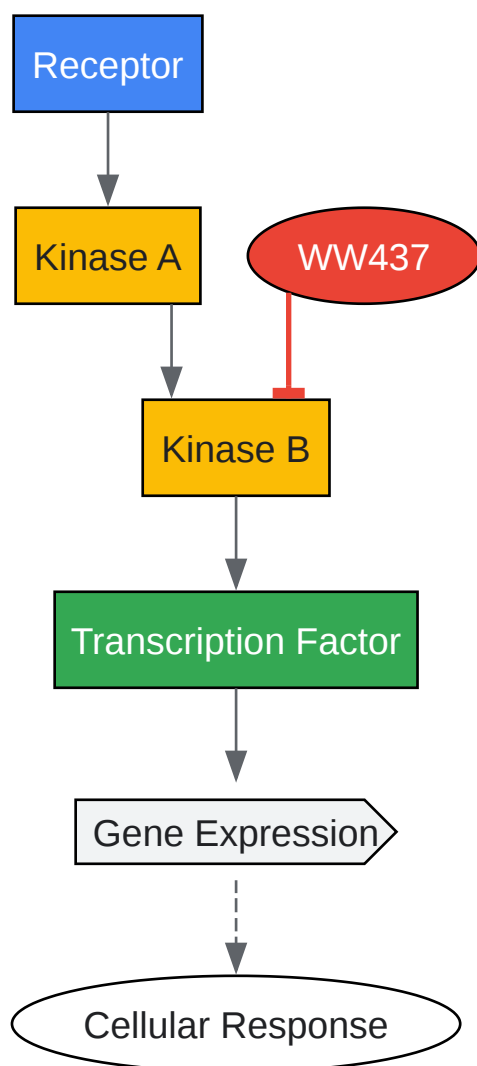 Receptor
Kinase A
WW437
Kinase B
Transcription Factor
Gene Expression
Cellular Response